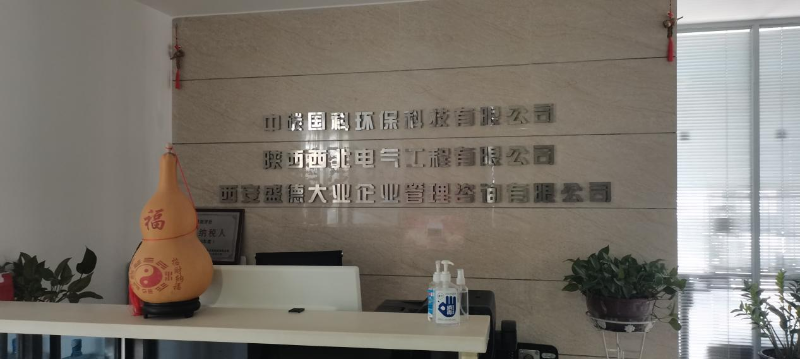 中碳国科环保科技有限公司
陕西西北电气工程有限公司
西安盛德大业企业管理咨询有限公司
福